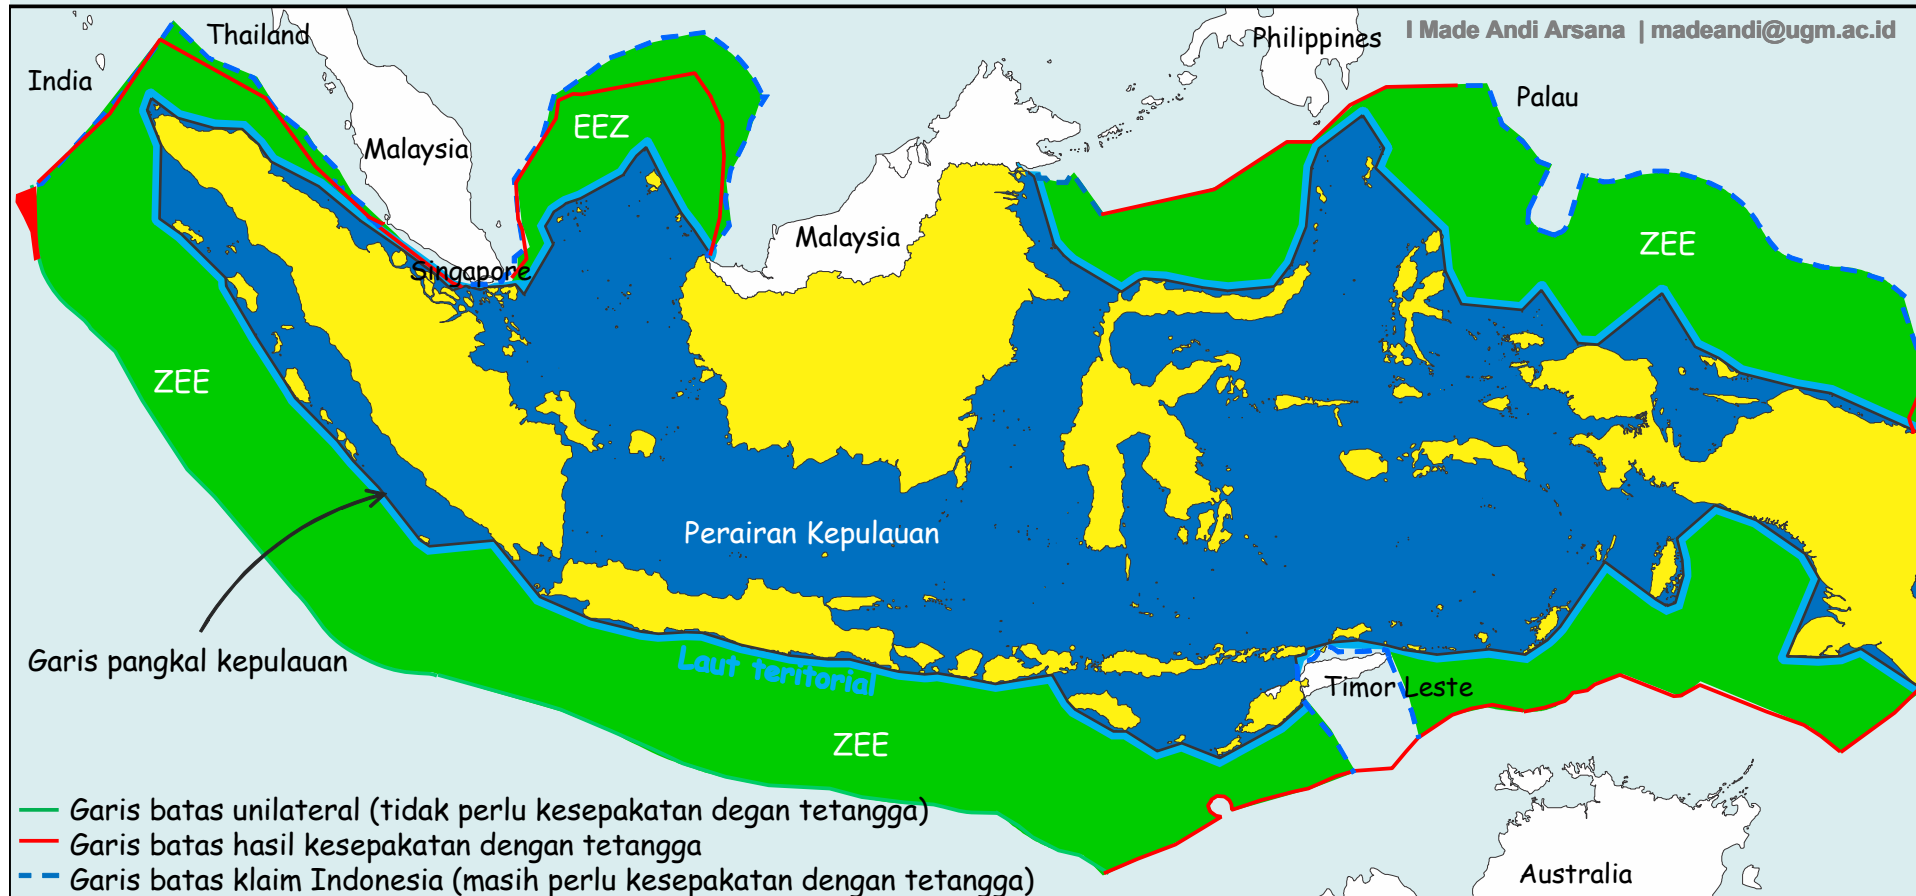 I Made Andi Arsana | madeandi@ugm.ac.id
Thailand
Philippines
India
Palau
EEZ
Malaysia
Malaysia
ZEE
Singapore
ZEE
Perairan Kepulauan
Garis pangkal kepulauan
Laut teritorial
Timor Leste
ZEE
Garis batas unilateral (tidak perlu kesepakatan degan tetangga)
Garis batas hasil kesepakatan dengan tetangga
Garis batas klaim Indonesia (masih perlu kesepakatan dengan tetangga)
Australia